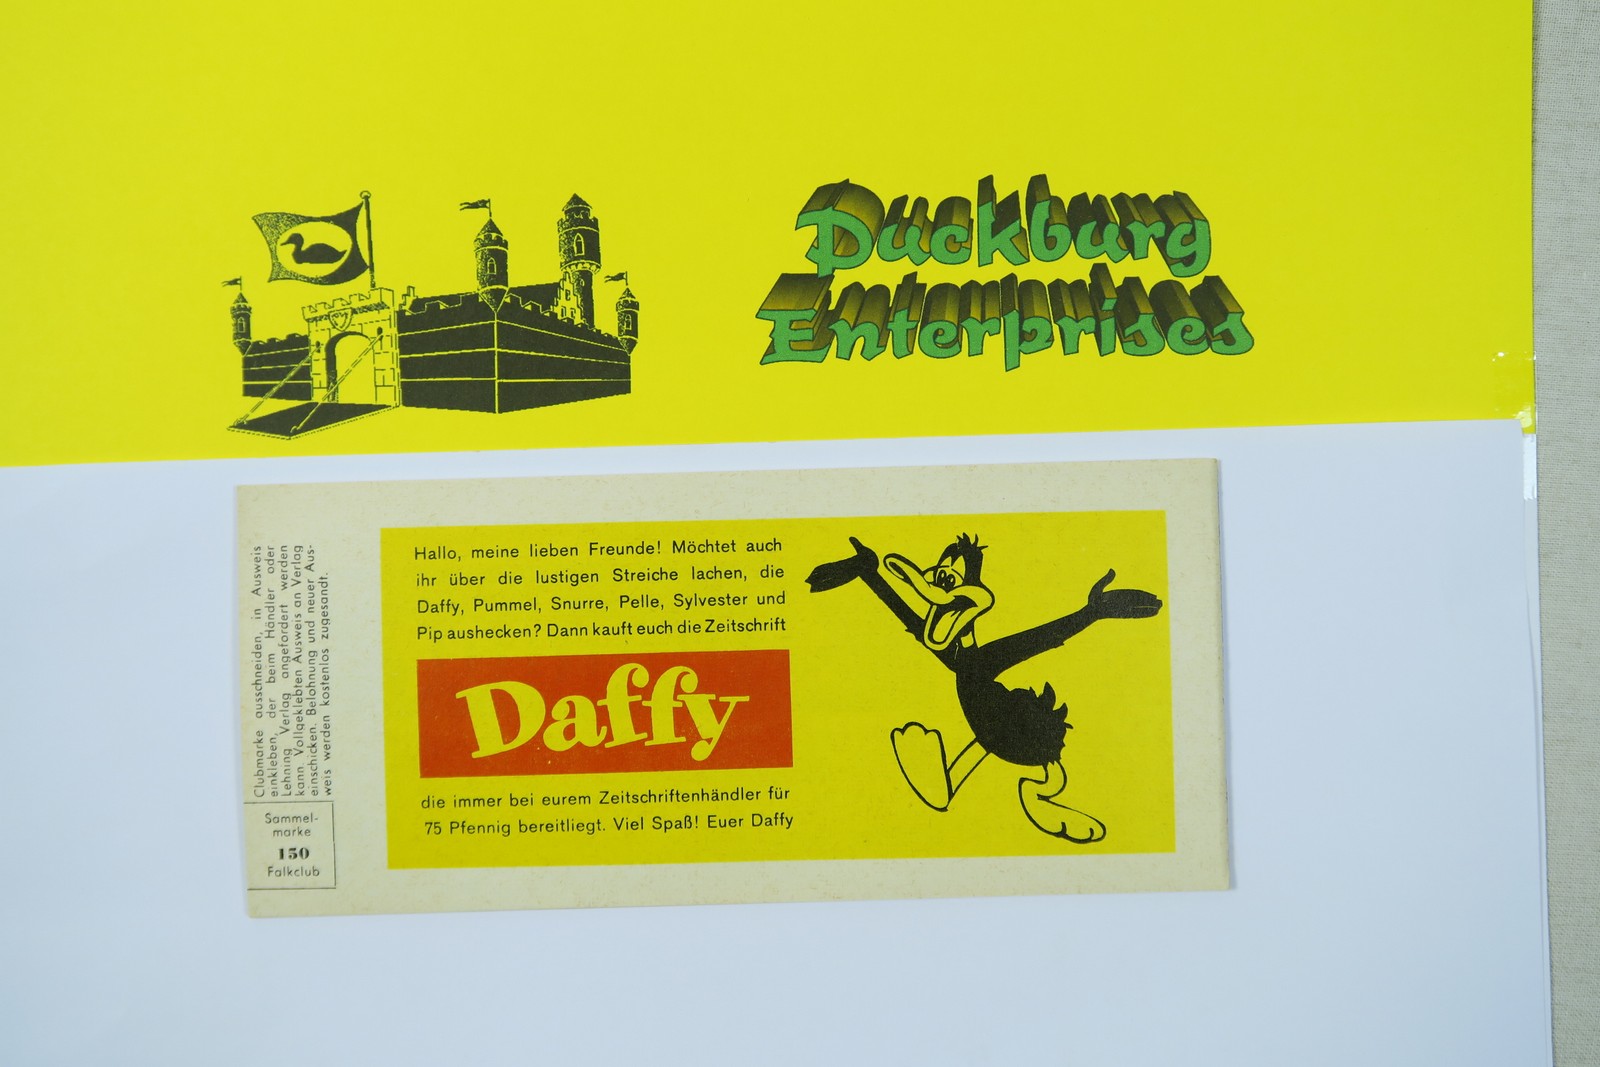 Duckburg
Enterprises
Hallo, meine lieben Freunde! Möchtet auch
ihr über die lustigen Streiche lachen, die
Daffy, Pummel, Snurre, Pelle, Sylvester und
Pip aushecken? Dann kauft euch die Zeitschrift
Daffy
die immer bei eurem Zeitschriftenhändler für
75 Pfennig bereitliegt. Viel Spaß! Euer Daffy
Clubmarke ausschneiden, in Ausweis
einkleben, der beim Händler oder
Lehning Verlag angefordert werden
kann. Vollgeklebten Ausweis an Verlag
einschicken. Belohnung und neuer Aus-
weis werden kostenlos zugesandt.
Sammel-
marke
150
Falkclub